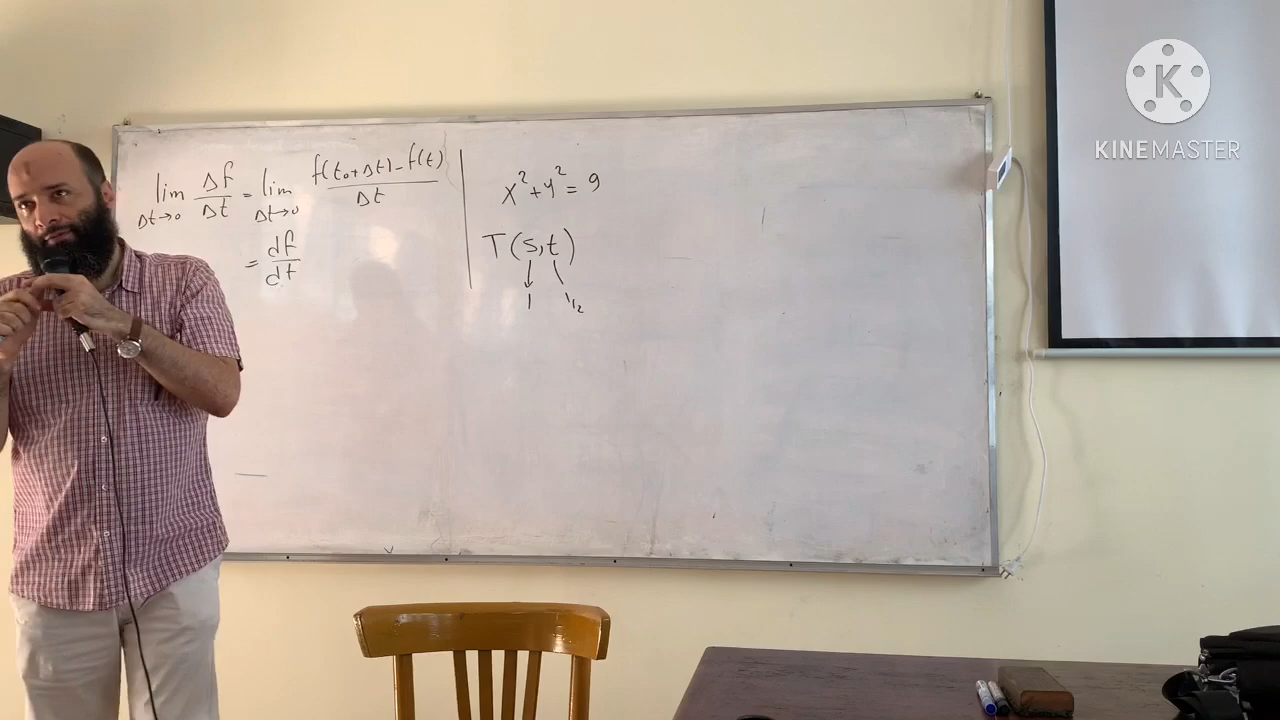 lim Δf/Δt = lim f(t₀+Δt)-f(t)/Δt
Δt→0 Δt→0
= df/dt
x²+y²=9
T(s,t)
↓ \
1 1/2
K
KINEMASTER